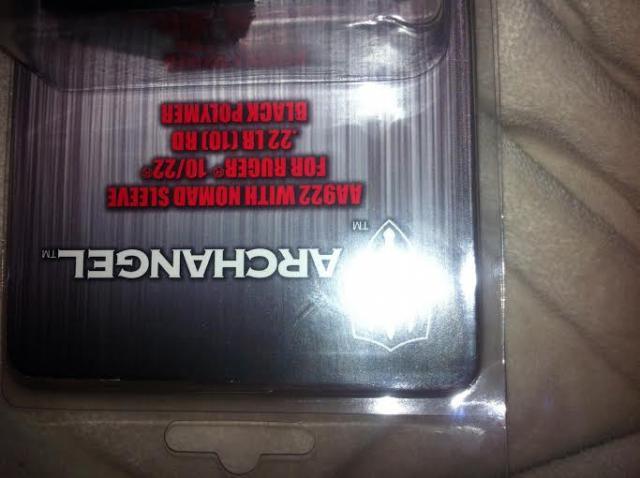 ARCHANGEL™
™
AA922 WITH NOMAD SLEEVE
FOR RUGER® 10/22®
.22 LR (10) RD
BLACK POLYMER